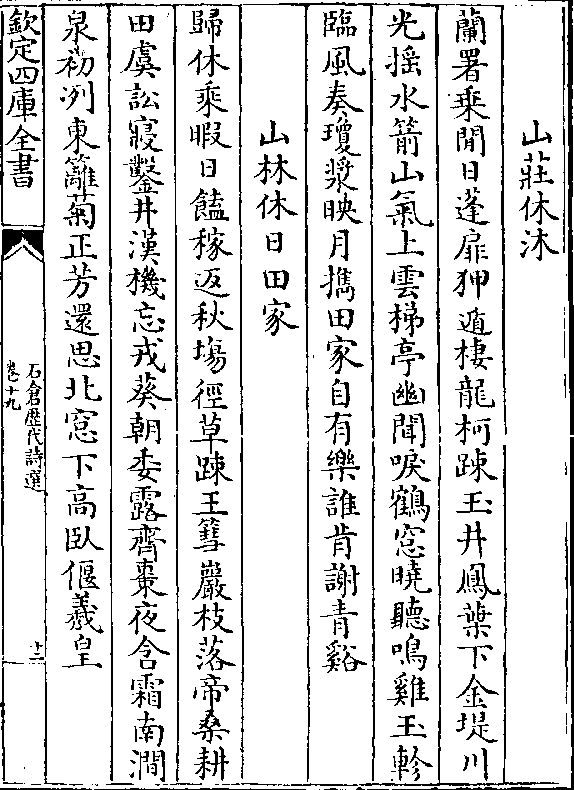 山莊休沐
蘭署乗閒日蓬扉狎遁棲龍柯踈玉井鳳葉下金堤川
光摇水箭山氣上雲梯亭幽聞唳鶴窓曉聽鳴雞玉軫
臨風奏瓊漿映月擕田家自有樂誰肯謝青谿
山林休日田家
歸休乘暇日饁稼返秋塲徑草踈王篲巖枝落帝桑耕
田虞訟寢鑿井漢機忘戎葵朝委露齊棗夜含霜南澗
泉初冽東籬菊正芳還思北窓下高臥偃羲皇
欽定四庫全書
石倉歴代詩選
卷十九
十二